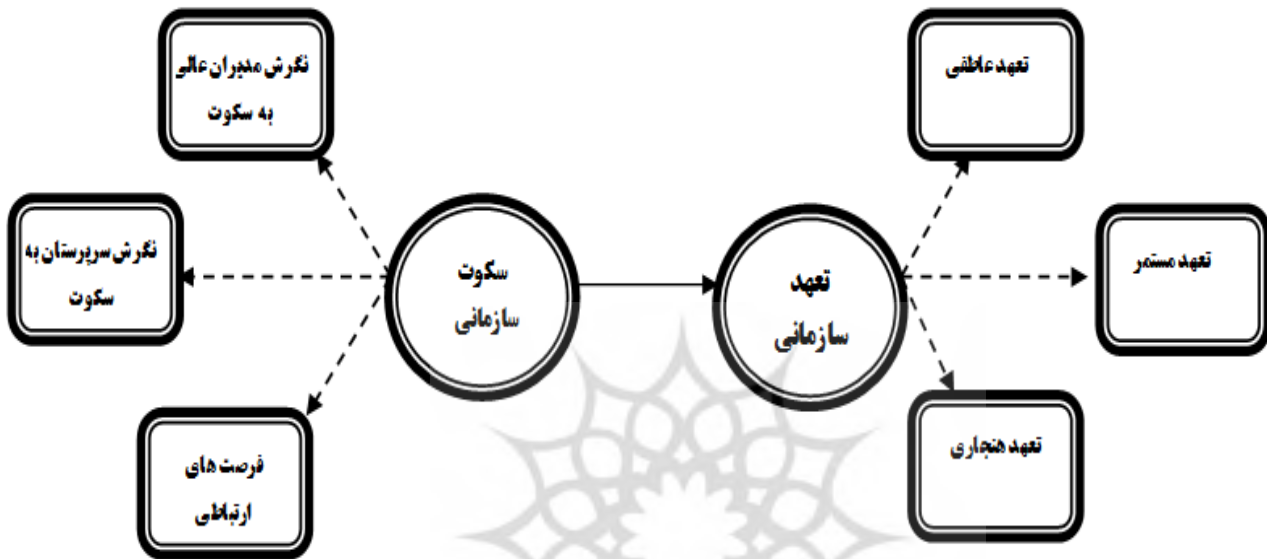 نگرش مدیران عالی
به سکوت
نگرش سرپرستان به
سکوت
فرصت های
ارتباطی
سکوت
سازمانی
تعهد
سازمانی
تعهد عاطفی
تعهد مستمر
تعهد هنجاری